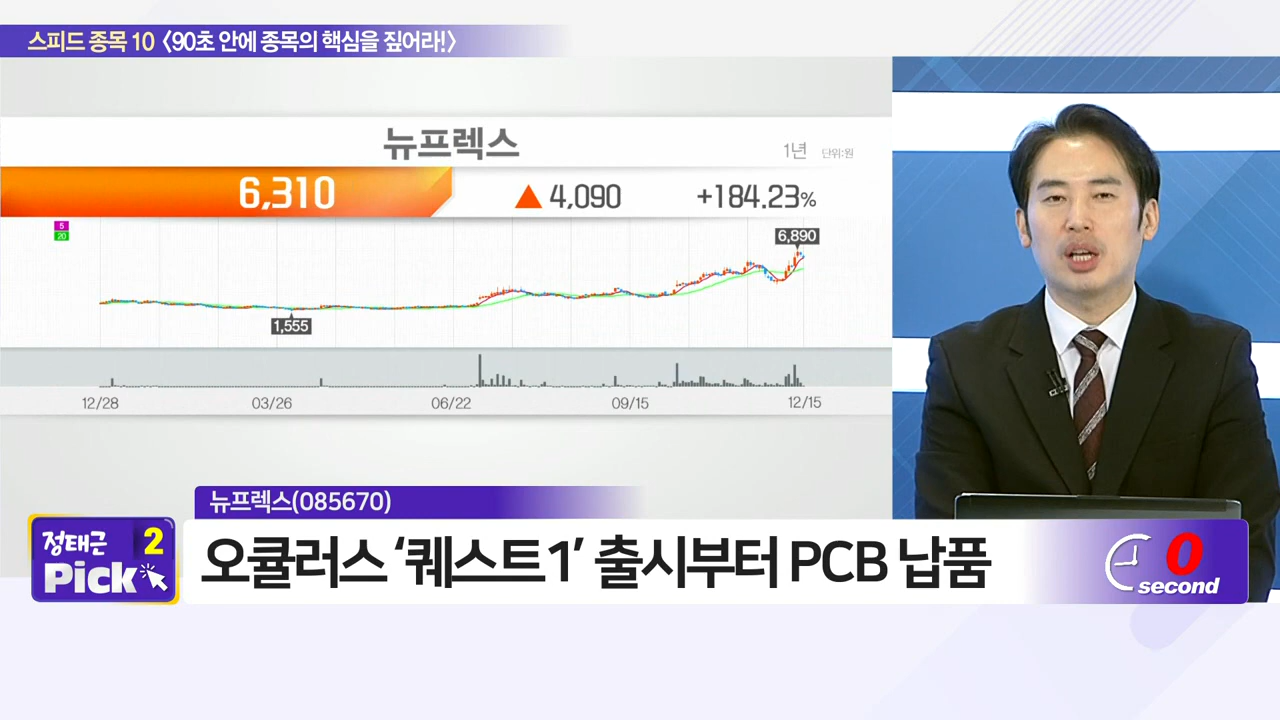 스피드 종목 10 〈90초 안에 종목의 핵심을 짚어라!〉
뉴프렉스
1년 단위:원
6,310 ▲ 4,090 +184.23%
5
20
6,890
1,555
12/28 03/26 06/22 09/15 12/15
뉴프렉스(085670)
정태근 2
Pick
오큘러스 ‘퀘스트1’ 출시부터 PCB 납품
0
second